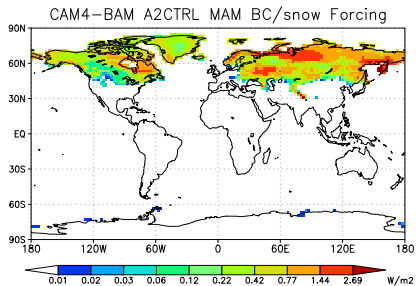 CAM4-BAM A2CTRL MAM BC/snow Forcing
90N
60N
30N
EQ
30S
60S
90S
180 120W 60W 0 60E 120E 180
0.01 0.02 0.03 0.06 0.12 0.22 0.42 0.77 1.44 2.69 W/m2